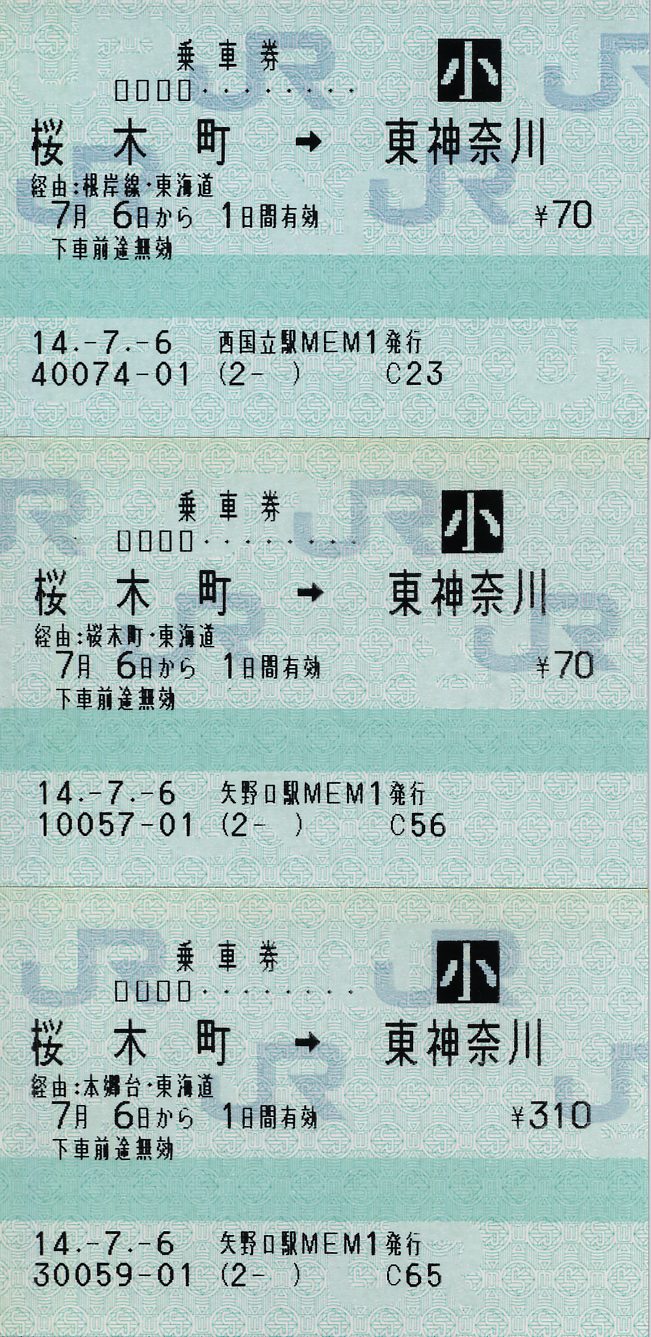 乗車券 小
▯▯▯▯・・・・・・・・
桜木町 ➡ 東神奈川
経由:根岸線・東海道
7月 6日から 1日間有効 ¥70
下車前途無効
14.-7.-6 西国立駅MEM1発行
40074-01 (2- ) C23
乗車券 小
▯▯▯▯・・・・・・・・
桜木町 ➡ 東神奈川
経由:桜木町・東海道
7月 6日から 1日間有効 ¥70
下車前途無効
14.-7.-6 矢野口駅MEM1発行
10057-01 (2- ) C56
乗車券 小
▯▯▯▯・・・・・・・・
桜木町 ➡ 東神奈川
経由:本郷台・東海道
7月 6日から 1日間有効 ¥310
下車前途無効
14.-7.-6 矢野口駅MEM1発行
30059-01 (2- ) C65